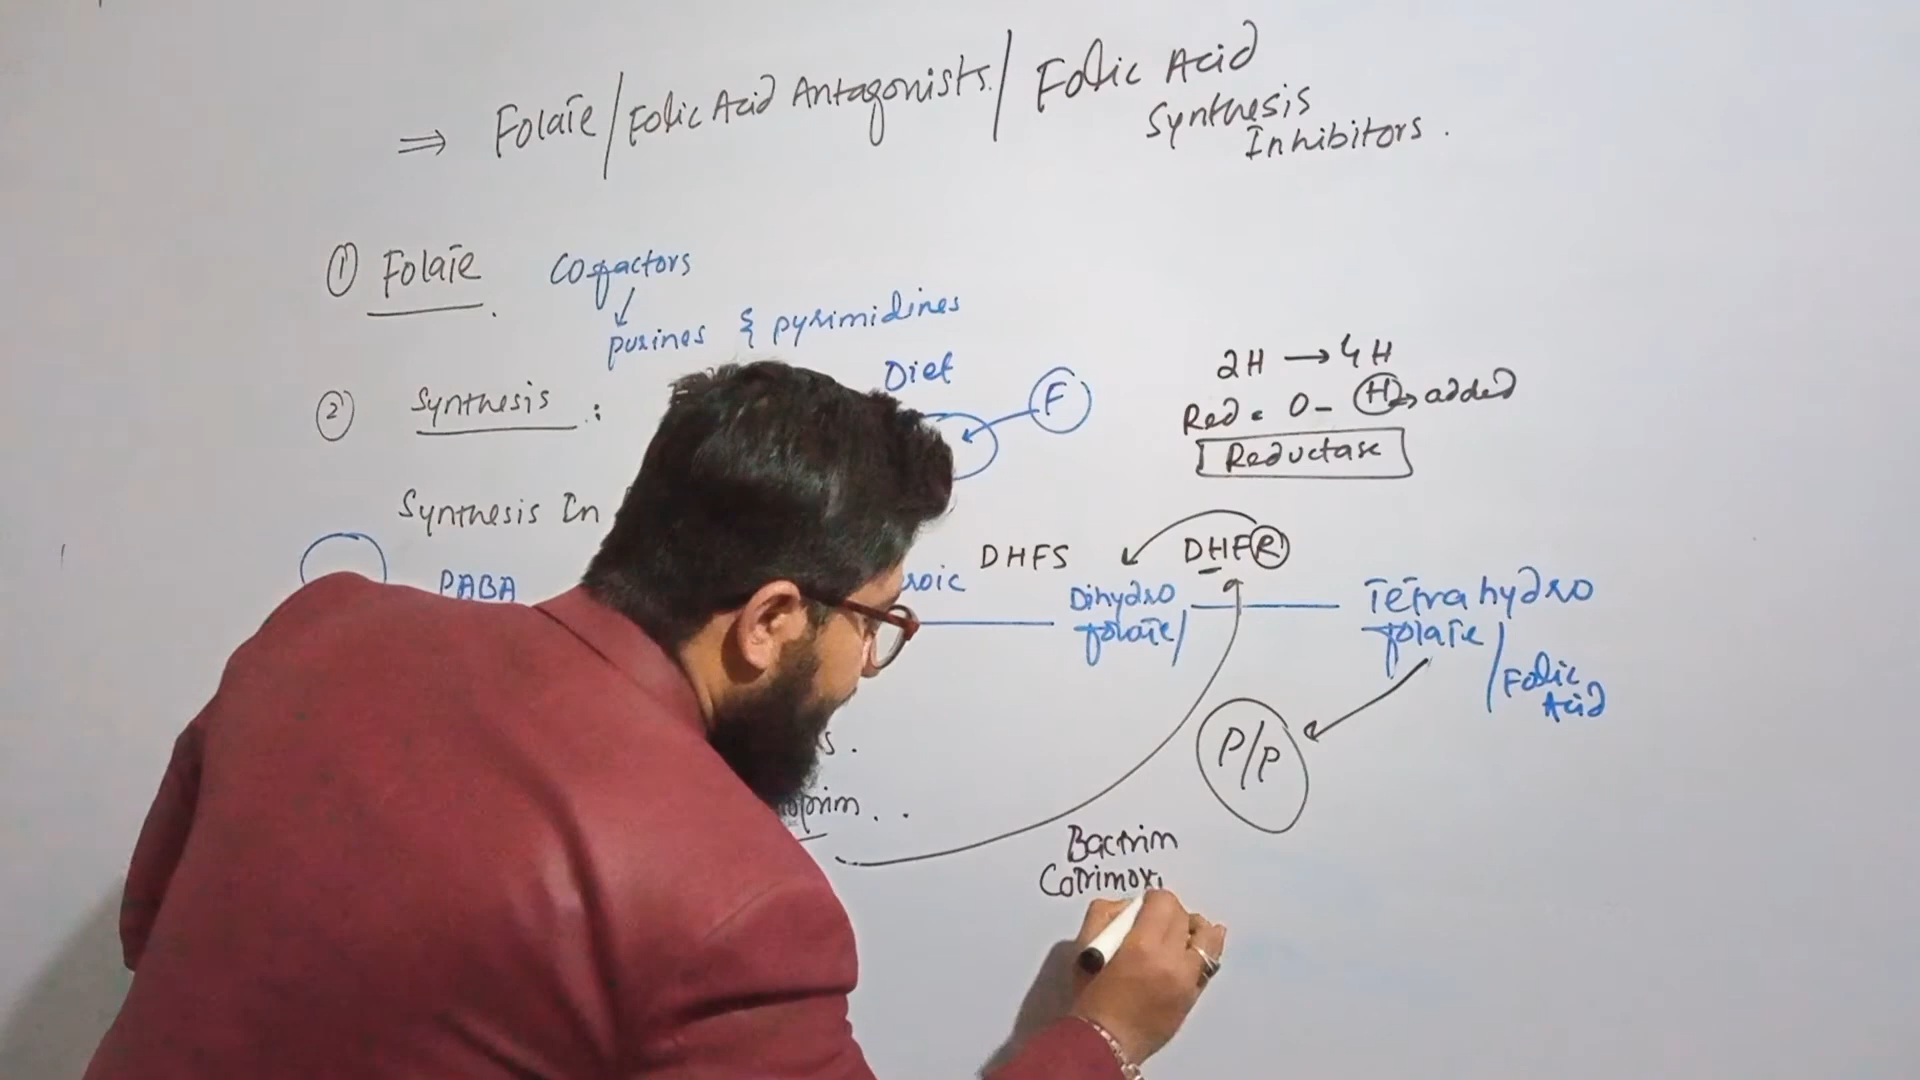 ⇒ Folate/Folic Acid Antagonists/Folic Acid
Synthesis
Inhibitors.
① Folate. Cofactors
↓
purines & pyrimidines
② Synthesis :
Diet
F
2H → 4H
Red = O- H → added
Reductase
Synthesis In
PABA
DHFS
DHFR
Dihydro
folate/
Tetrahydro
folate/
Folic
Acid
P/P
Bactrim
Cotrimoxi